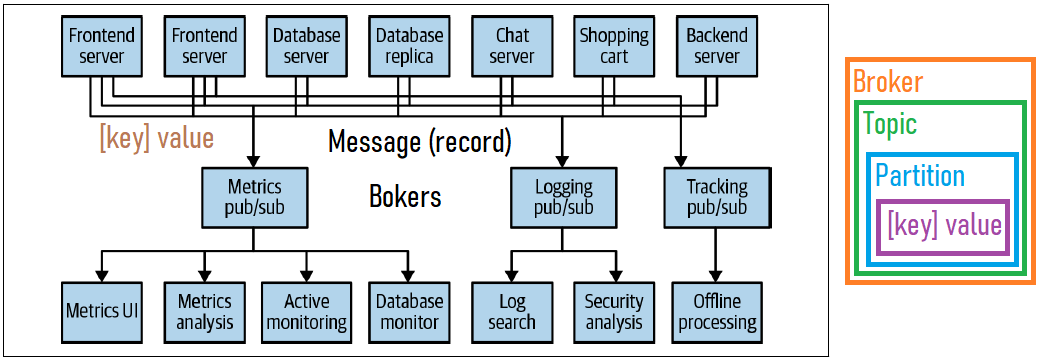 Frontend server
Frontend server
Database server
Database replica
Chat server
Shopping cart
Backend server
[key] value
Message (record)
Metrics pub/sub
Bokers
Logging pub/sub
Tracking pub/sub
Metrics UI
Metrics analysis
Active monitoring
Database monitor
Log search
Security analysis
Offline processing
Broker
Topic
Partition
[key] value